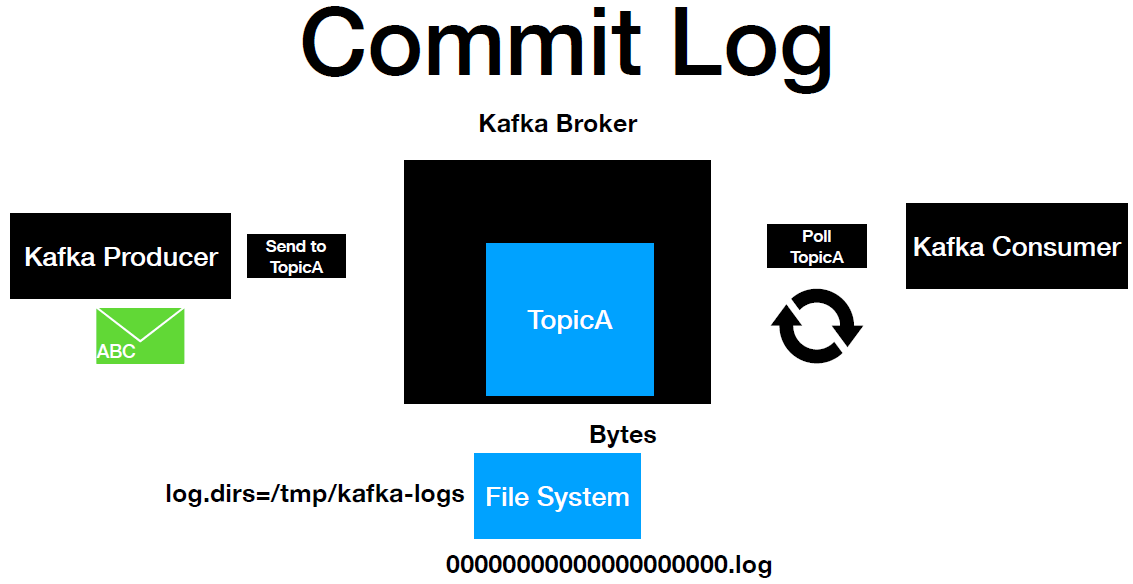 Commit Log
Kafka Broker
Kafka Producer
Send to
TopicA
Poll
TopicA
Kafka Consumer
TopicA
ABC
Bytes
log.dirs=/tmp/kafka-logs
File System
00000000000000000000.log